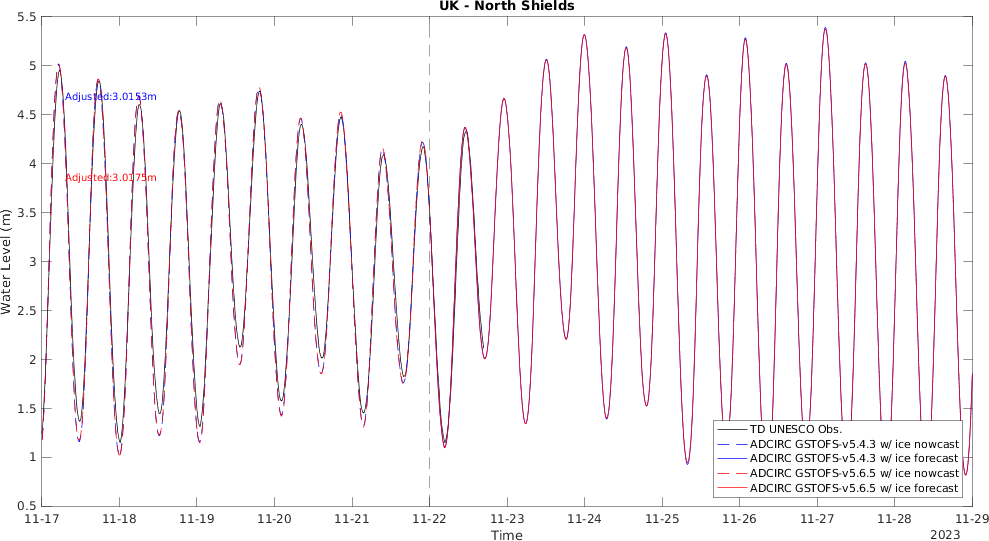 UK - North Shields
5.5
5
4.5
4
3.5
3
2.5
2
1.5
1
0.5
Water Level (m)
Adjusted:3.0153m
Adjusted:3.0175m
TD UNESCO Obs.
ADCIRC GSTOFS-v5.4.3 w/ ice nowcast
ADCIRC GSTOFS-v5.4.3 w/ ice forecast
ADCIRC GSTOFS-v5.6.5 w/ ice nowcast
ADCIRC GSTOFS-v5.6.5 w/ ice forecast
11-17 11-18 11-19 11-20 11-21 11-22 11-23 11-24 11-25 11-26 11-27 11-28 11-29
Time
2023